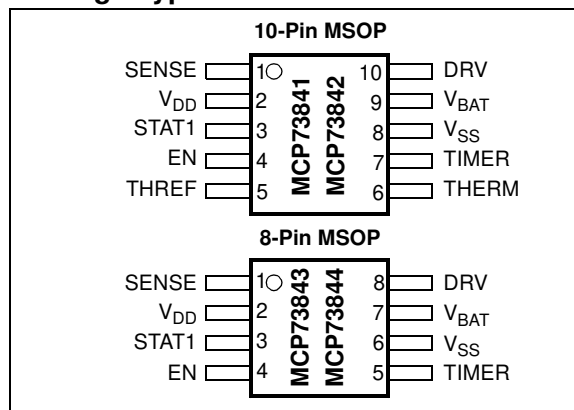 10-Pin MSOP
SENSE 1 10 DRV
VDD 2 9 VBAT
STAT1 3 8 VSS
EN 4 7 TIMER
THREF 5 6 THERM
MCP73841
MCP73842
8-Pin MSOP
SENSE 1 8 DRV
VDD 2 7 VBAT
STAT1 3 6 VSS
EN 4 5 TIMER
MCP73843
MCP73844